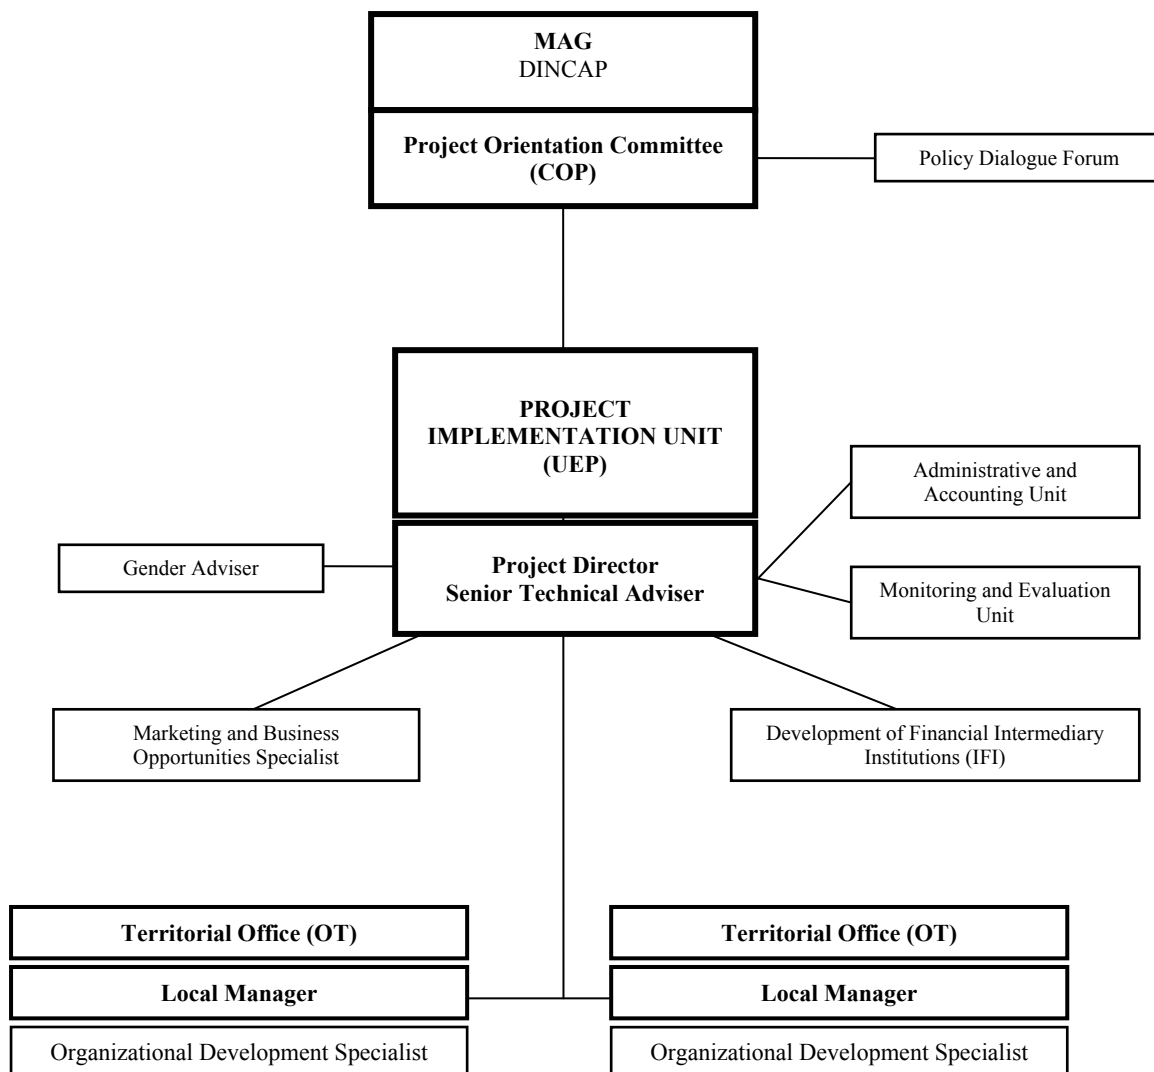 MAG
DINCAP
Project Orientation Committee
(COP)
Policy Dialogue Forum
PROJECT
IMPLEMENTATION UNIT
(UEP)
Administrative and
Accounting Unit
Gender Adviser
Project Director
Senior Technical Adviser
Monitoring and Evaluation
Unit
Marketing and Business
Opportunities Specialist
Development of Financial Intermediary
Institutions (IFI)
Territorial Office (OT)
Local Manager
Organizational Development Specialist
Territorial Office (OT)
Local Manager
Organizational Development Specialist